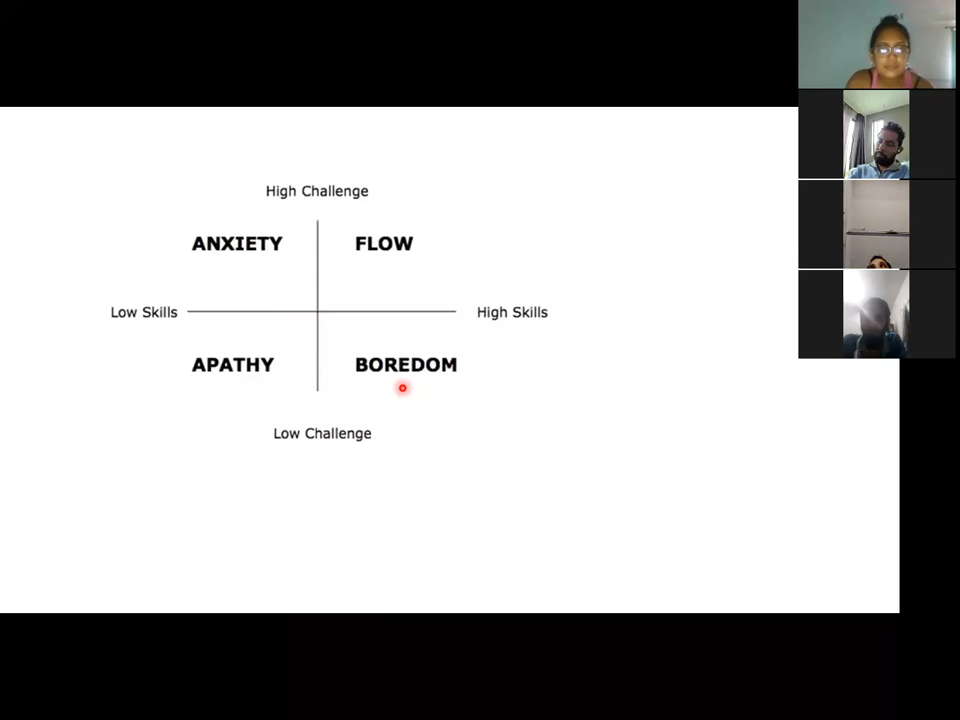 High Challenge
ANXIETY FLOW
Low Skills High Skills
APATHY BOREDOM
Low Challenge